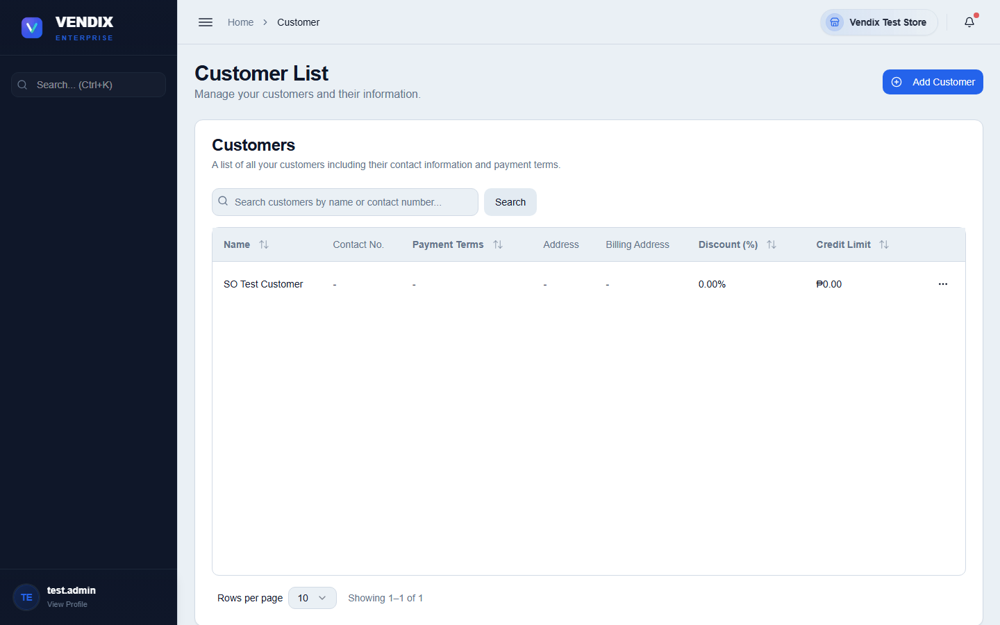 VENDIX
ENTERPRISE
Search... (Ctrl+K)
Home
Customer
Vendix Test Store
Customer List
Manage your customers and their information.
Add Customer
Customers
A list of all your customers including their contact information and payment terms.
Search customers by name or contact number...
Search
Name Contact No. Payment Terms Address Billing Address Discount (%) Credit Limit
SO Test Customer - - - - 0.00% ₱0.00
Rows per page 10 Showing 1–1 of 1
TE
test.admin
View Profile